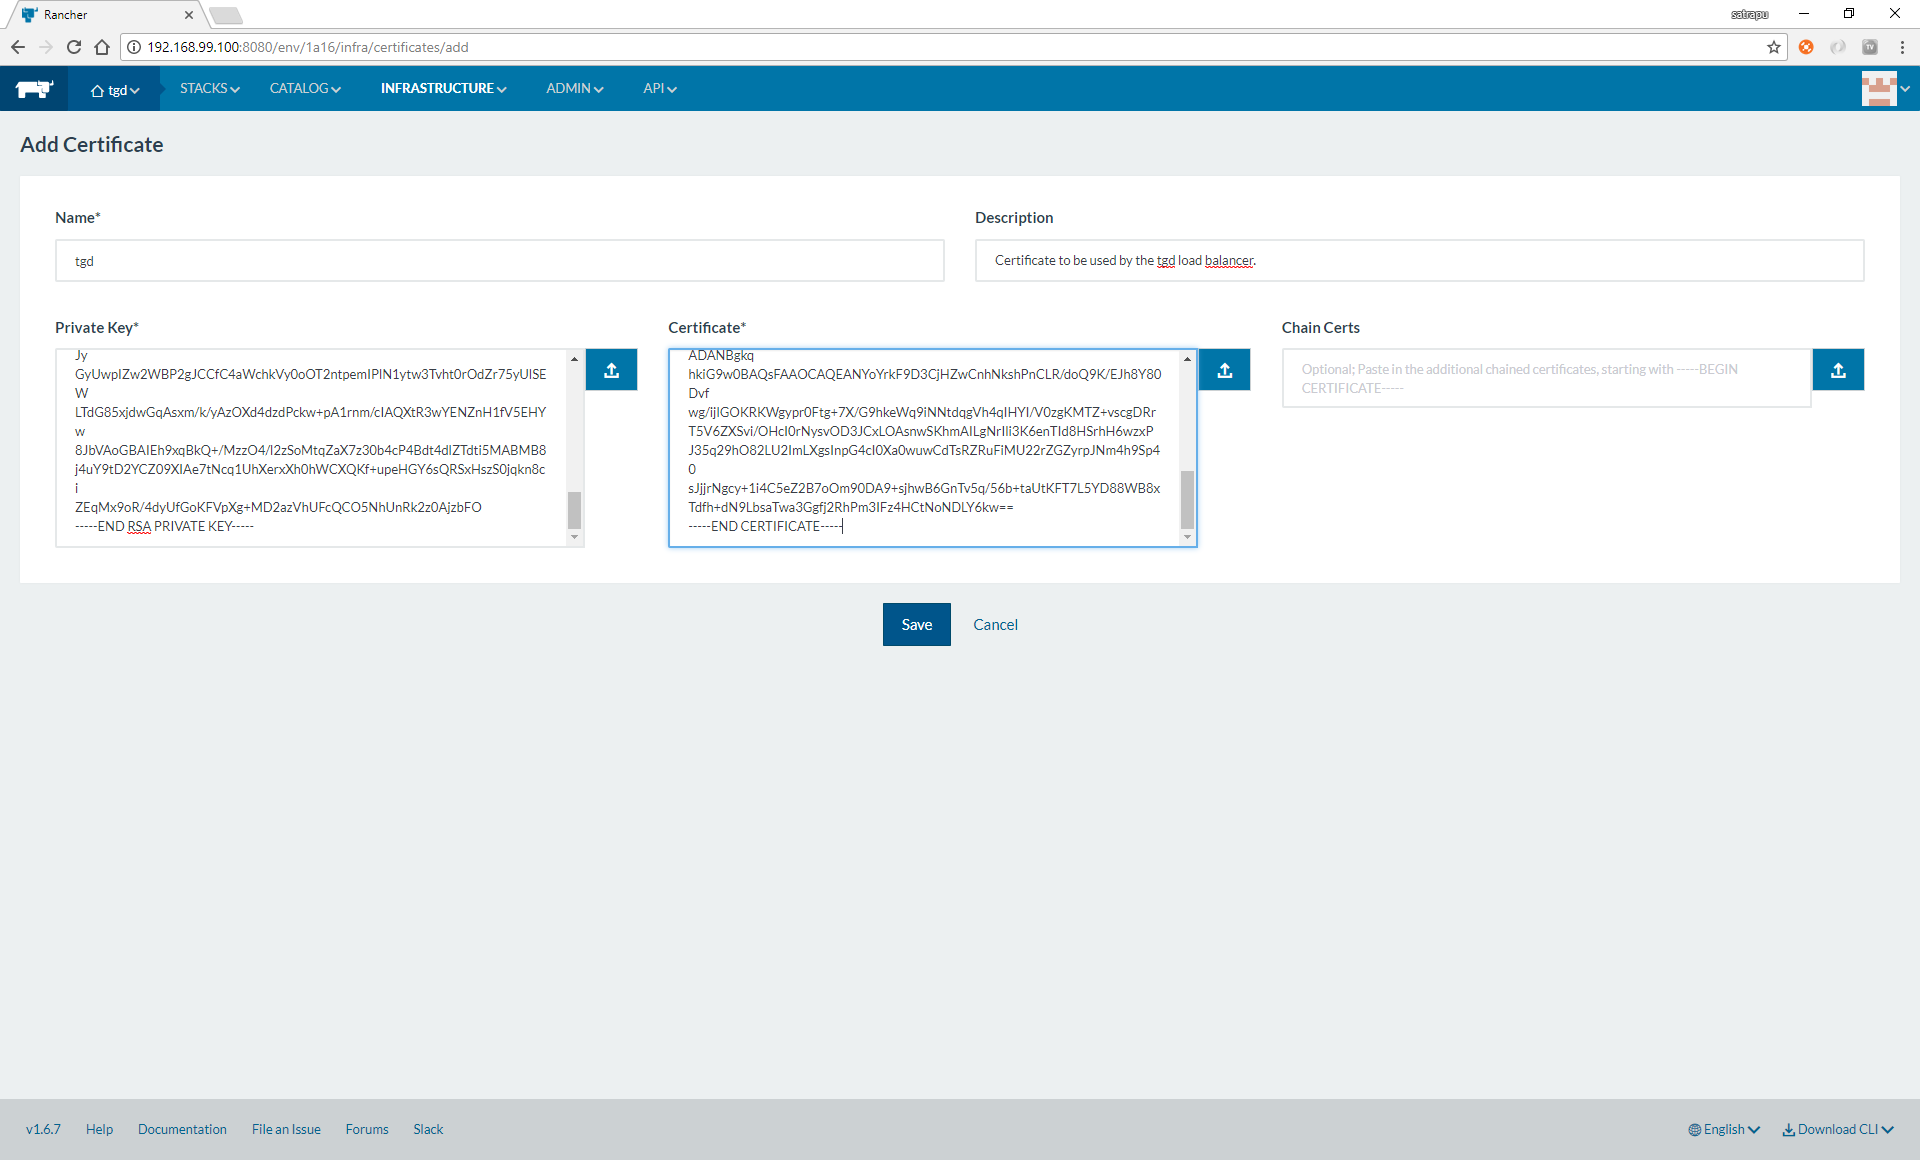 Rancher
satrapu
192.168.99.100:8080/env/1a16/infra/certificates/add
tgd
STACKS
CATALOG
INFRASTRUCTURE
ADMIN
API
Add Certificate
Name*
Description
tgd
Certificate to be used by the tgd load balancer.
Private Key*
Certificate*
Chain Certs
Jy
GyUwpIZw2WBP2gJCCfC4aWchkVy0oOT2ntpemIPIN1ytw3Tvht0rOdZr75yUISE
W
LTdG85xjdwGqAsxm/k/yAzOXd4dzdPckw+pA1rnm/cIAQXtR3wYENZnH1fV5EHY
w
8JbVAoGBAIEh9xqBkQ+/MzzO4/I2zSoMtqZaX7z30b4cP4Bdt4dIZTdti5MABMB8
j4uY9tD2YCZ09XIAe7tNcq1UhXerxXh0hWCXQKf+upeHGY6sQRSxHszS0jqkn8c
i
ZEqMx9oR/4dyUfGoKFVpXg+MD2azVhUFcQCO5NhUnRk2z0AjzbFO
-----END RSA PRIVATE KEY-----
ADANBgkq
hkiG9w0BAQsFAAOCAQEANYoYrkF9D3CjHZwCnhNkshPnCLR/doQ9K/EJh8Y80
Dvf
wg/ijIGOKRKWgypr0Ftg+7X/G9hkeWq9iNNtdqgVh4qIHYI/V0zgKMTZ+vscgDRr
T5V6ZXSvi/OHcI0rNysvOD3JCxLOAsnwSKhmAILgNrIIi3K6enTId8HSrhH6wzxP
J35q29hO82LU2ImLXgsInpG4cI0Xa0wuwCdTsRZRuFiMU22rZGZyrpJNm4h9Sp4
0
sJjjrNgcy+1i4C5eZ2B7oOm90DA9+sjhwB6GnTv5q/56b+taUtKFT7L5YD88WB8x
Tdfh+dN9LbsaTwa3Ggfj2RhPm3IFz4HCtNoNDLY6kw==
-----END CERTIFICATE-----
Optional; Paste in the additional chained certificates, starting with -----BEGIN
CERTIFICATE-----
Save
Cancel
v1.6.7
Help
Documentation
File an Issue
Forums
Slack
English
Download CLI